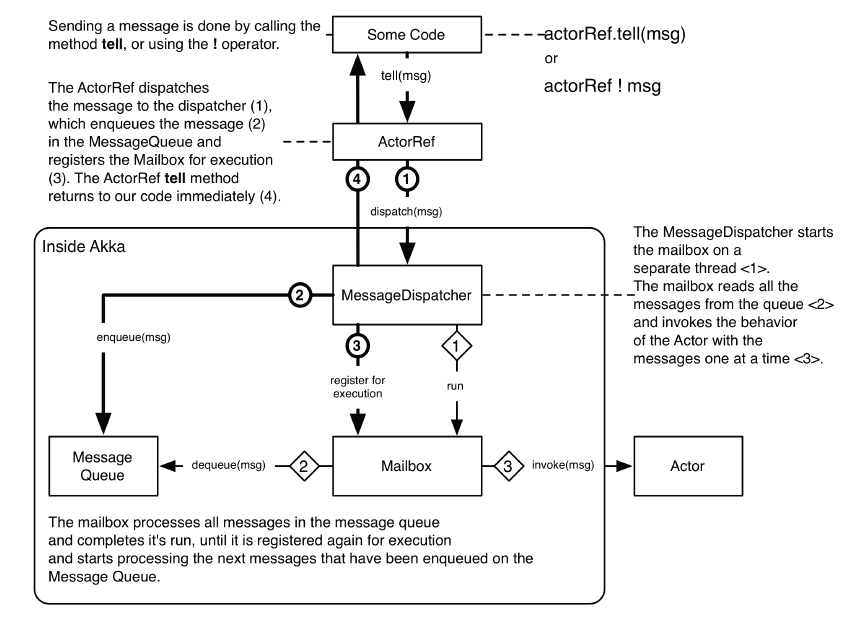 Sending a message is done by calling the
method tell, or using the ! operator.
Some Code
actorRef.tell(msg)
or
actorRef ! msg
tell(msg)
The ActorRef dispatches
the message to the dispatcher (1),
which enqueues the message (2)
in the MessageQueue and
registers the Mailbox for execution
(3). The ActorRef tell method
returns to our code immediately (4).
ActorRef
4
1
dispatch(msg)
Inside Akka
The MessageDispatcher starts
the mailbox on a
separate thread <1>.
The mailbox reads all the
messages from the queue <2>
and invokes the behavior
of the Actor with the
messages one at a time <3>.
2
MessageDispatcher
enqueue(msg)
3
1
register for
execution
run
Message
Queue
dequeue(msg)
2
Mailbox
3
invoke(msg)
Actor
The mailbox processes all messages in the message queue
and completes it's run, until it is registered again for execution
and starts processing the next messages that have been enqueued on the
Message Queue.